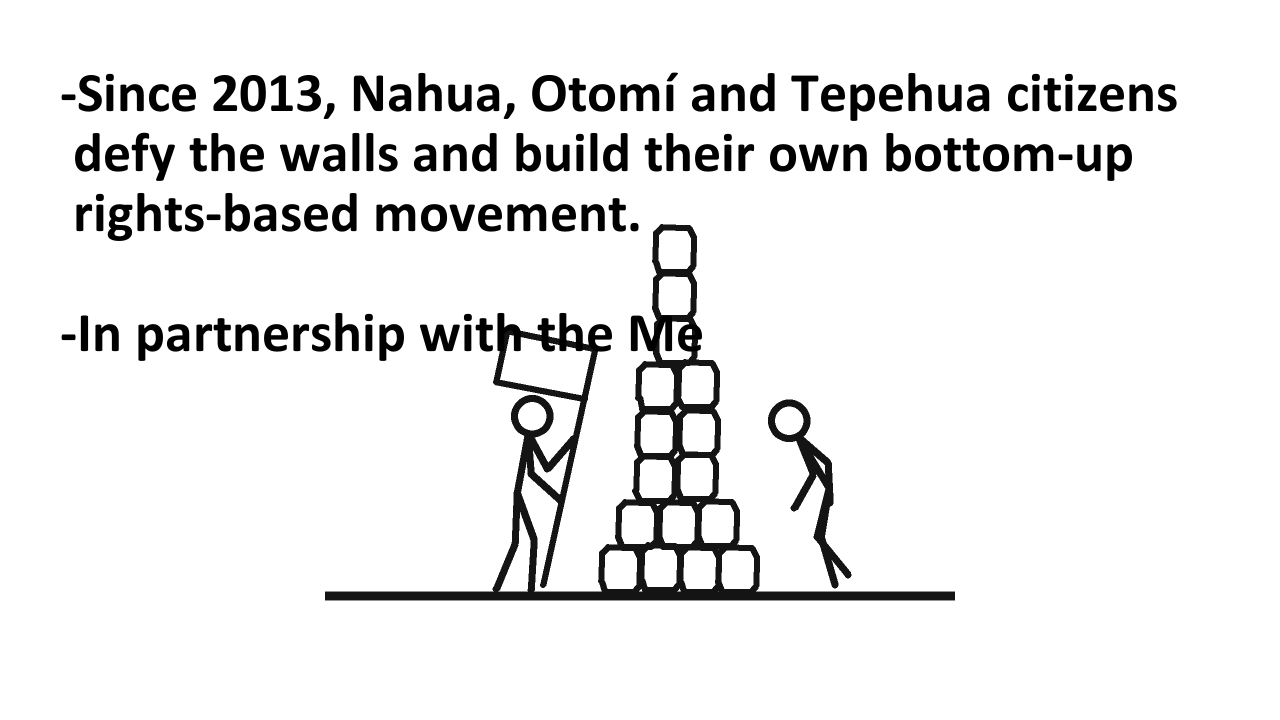 -Since 2013, Nahua, Otomí and Tepehua citizens
defy the walls and build their own bottom-up
rights-based movement.
-In partnership with the Me